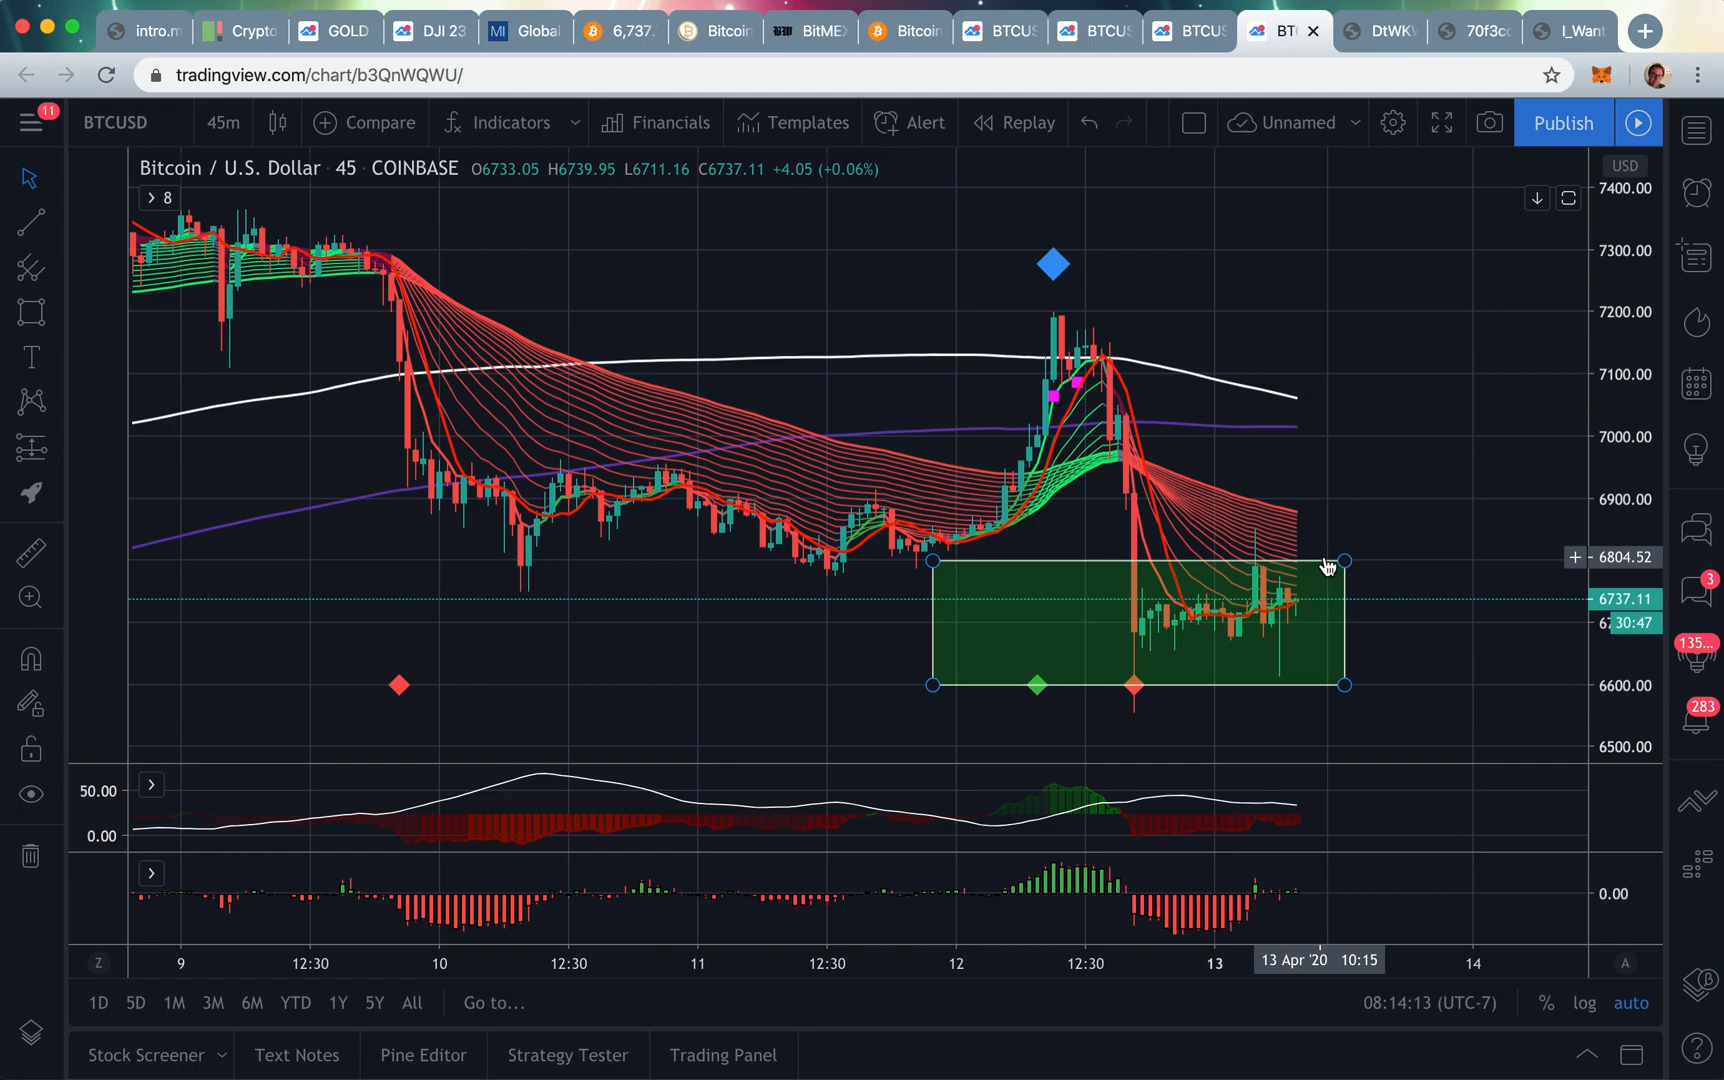 intro.m
Crypto
GOLD
DJI 23
MI Global
6,737.
Bitcoin
BitME
Bitcoin
BTCUS
BTCUS
BTCUS
BT
DtWK
70f3cc
I_Want
tradingview.com/chart/b3QnWQWU/
11
BTCUSD
45m
Compare
Indicators
Financials
Templates
Alert
Replay
Unnamed
Publish
Bitcoin / U.S. Dollar · 45 · COINBASE O6733.05 H6739.95 L6711.16 C6737.11 +4.05 (+0.06%)
USD
8
7400.00
7300.00
7200.00
7100.00
7000.00
6900.00
6804.52
6737.11
67
30:47
6600.00
6500.00
3
135...
283
50.00
0.00
0.00
Z 9 12:30 10 12:30 11 12:30 12 12:30 13 13 Apr '20 10:15 14 A
1D 5D 1M 3M 6M YTD 1Y 5Y All Go to... 08:14:13 (UTC-7) % log auto
Stock Screener Text Notes Pine Editor Strategy Tester Trading Panel